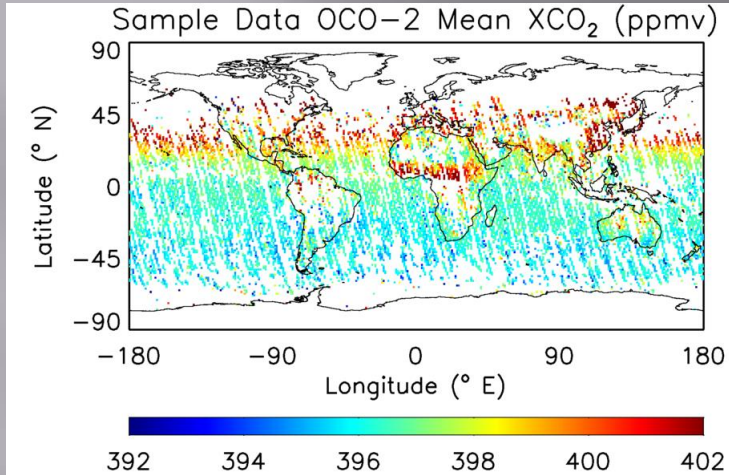 Sample Data OCO-2 Mean XCO₂ (ppmv)
90
45
0
−45
−90
Latitude (° N)
−180 −90 0 90 180
Longitude (° E)
392 394 396 398 400 402